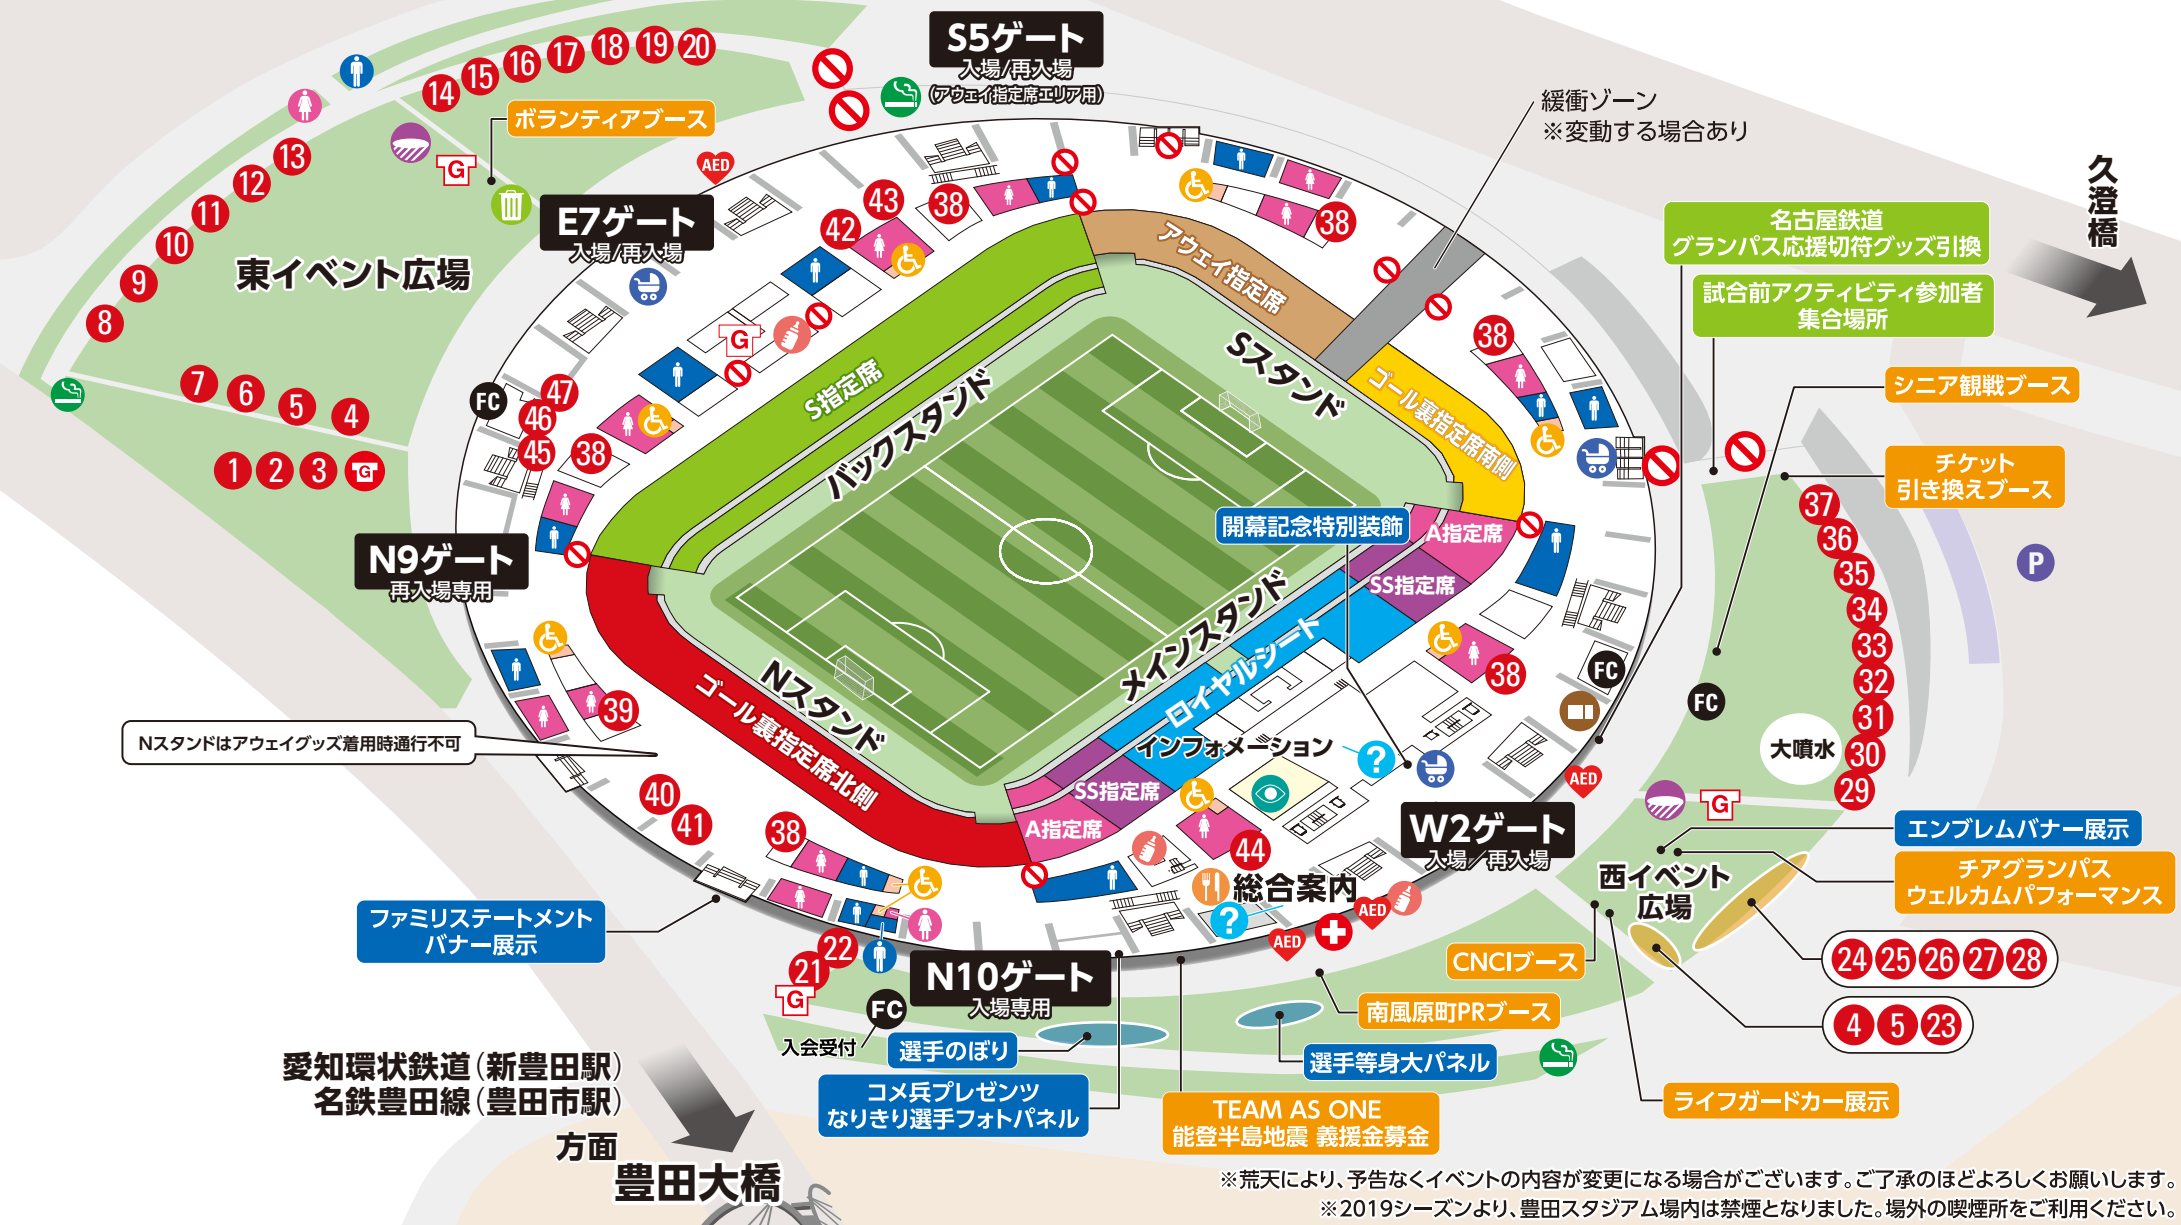 S5ゲート
入場/再入場
(アウェイ指定席エリア用)
14
15
16
17
18
19
20
ボランティアブース
G
13
12
11
10
9
8
東イベント広場
E7ゲート
入場/再入場
AED
7
6
5
4
1
2
3
G
緩衝ゾーン
※変動する場合あり
久澄橋
名古屋鉄道
グランパス応援切符グッズ引換
試合前アクティビティ参加者
集合場所
シニア観戦ブース
チケット
引き換えブース
P
38
43
42
38
アウェイ指定席
G
S指定席
バックスタンド
Sスタンド
38
ゴール裏指定席南側
FC
47
46
45
38
N9ゲート
再入場専用
開幕記念特別装飾
A指定席
SS指定席
メインスタンド
ロイヤルシート
Nスタンド
ゴール裏指定席北側
39
Nスタンドはアウェイグッズ着用時通行不可
40
41
38
SS指定席
A指定席
インフォメーション
?
38
FC
AED
37
36
35
34
33
32
31
30
29
FC
大噴水
G
W2ゲート
入場/再入場
44
総合案内
?
AED
AED
エンブレムバナー展示
チアグランパス
ウェルカムパフォーマンス
西イベント
広場
24 25 26 27 28
4 5 23
CNCIブース
南風原町PRブース
ライフガードカー展示
ファミリステートメント
バナー展示
22
21
G
FC
入会受付
N10ゲート
入場専用
選手のぼり
選手等身大パネル
コメ兵プレゼンツ
なりきり選手フォトパネル
TEAM AS ONE
能登半島地震 義援金募金
愛知環状鉄道(新豊田駅)
名鉄豊田線(豊田市駅)
方面
豊田大橋
※荒天により、予告なくイベントの内容が変更になる場合がございます。ご了承のほどよろしくお願いします。
※2019シーズンより、豊田スタジアム場内は禁煙となりました。場外の喫煙所をご利用ください。